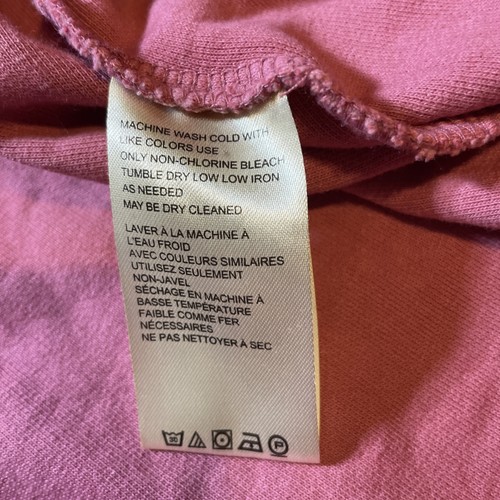 MACHINE WASH COLD WITH
LIKE COLORS USE
ONLY NON-CHLORINE BLEACH
TUMBLE DRY LOW LOW IRON
AS NEEDED
MAY BE DRY CLEANED
LAVER À LA MACHINE À
L'EAU FROID
AVEC COULEURS SIMILAIRES
UTILISEZ SEULEMENT
NON-JAVEL
SÉCHAGE EN MACHINE À
BASSE TEMPÉRATURE
FAIBLE COMME FER
NÉCESSAIRES
NE PAS NETTOYER À SEC
30 P